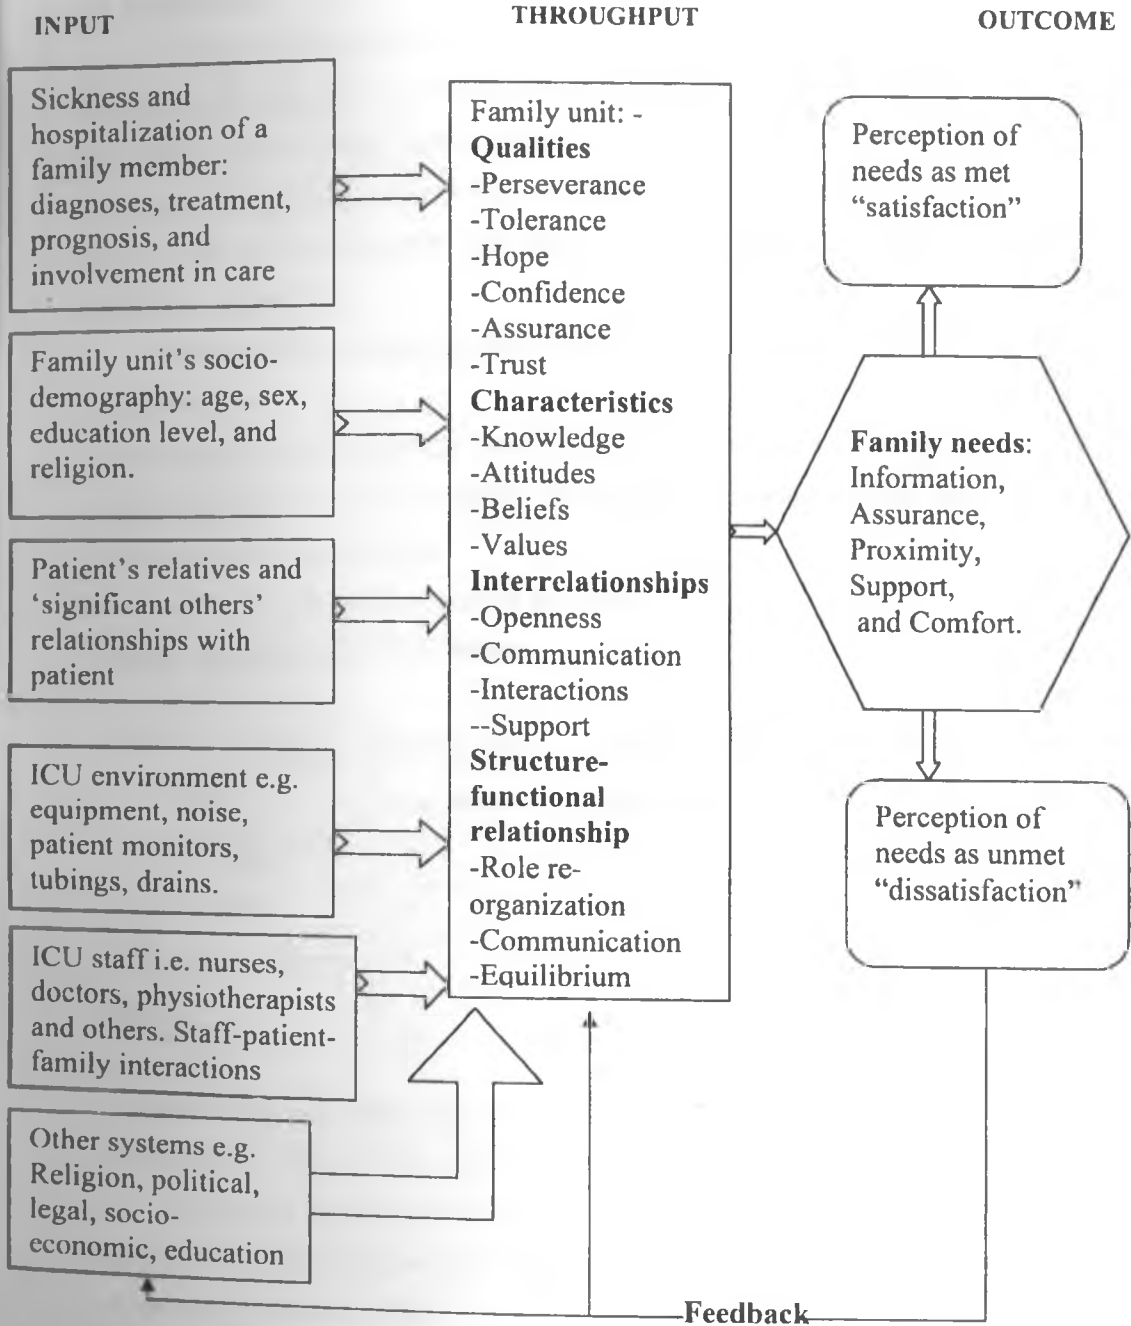 INPUT
THROUGHPUT
OUTCOME
Sickness and
hospitalization of a
family member:
diagnoses, treatment,
prognosis, and
involvement in care
Family unit's socio-
demography: age, sex,
education level, and
religion.
Patient's relatives and
‘significant others’
relationships with
patient
ICU environment e.g.
equipment, noise,
patient monitors,
tubings, drains.
ICU staff i.e. nurses,
doctors, physiotherapists
and others. Staff-patient-
family interactions
Other systems e.g.
Religion, political,
legal, socio-
economic, education
Family unit: -
Qualities
-Perseverance
-Tolerance
-Hope
-Confidence
-Assurance
-Trust
Characteristics
-Knowledge
-Attitudes
-Beliefs
-Values
Interrelationships
-Openness
-Communication
-Interactions
--Support
Structure-
functional
relationship
-Role re-
organization
-Communication
-Equilibrium
Perception of
needs as met
“satisfaction”
Family needs:
Information,
Assurance,
Proximity,
Support,
and Comfort.
Perception of
needs as unmet
“dissatisfaction”
Feedback